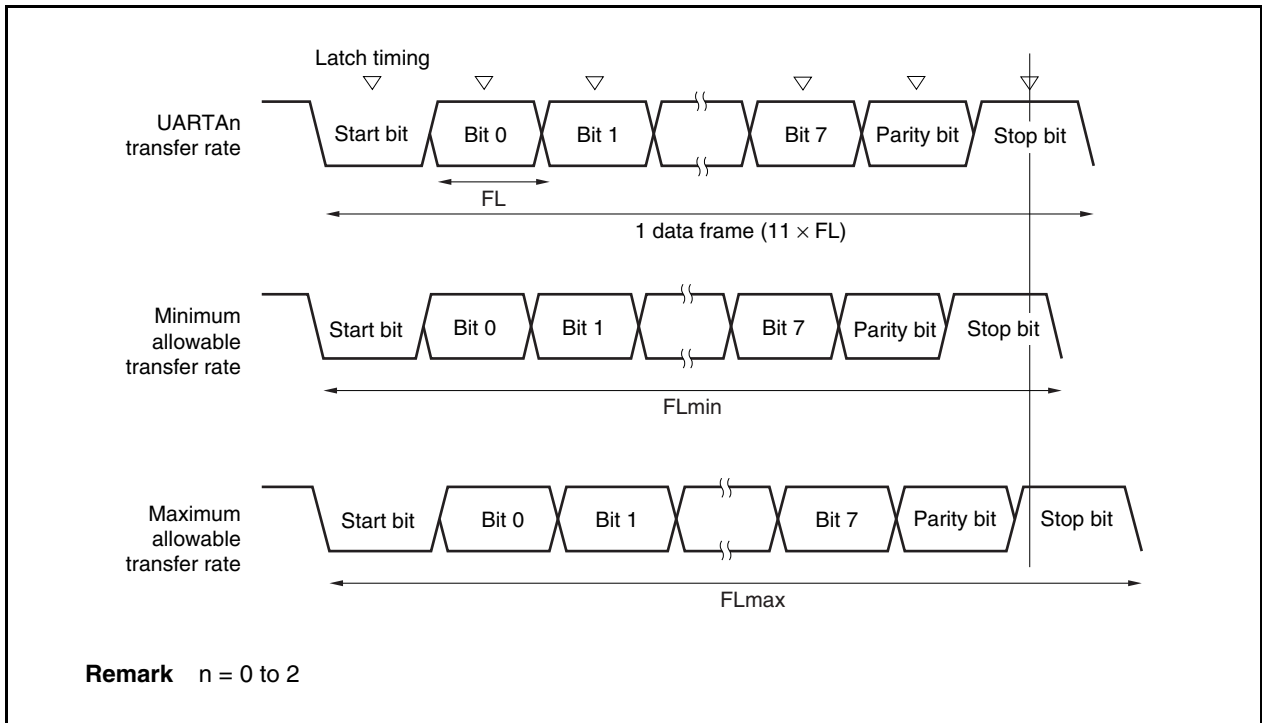 Latch timing
UARTAn
transfer rate
Start bit
Bit 0
Bit 1
Bit 7
Parity bit
Stop bit
FL
1 data frame (11 × FL)
Minimum
allowable
transfer rate
Start bit
Bit 0
Bit 1
Bit 7
Parity bit
Stop bit
FLmin
Maximum
allowable
transfer rate
Start bit
Bit 0
Bit 1
Bit 7
Parity bit
Stop bit
FLmax
Remark n = 0 to 2